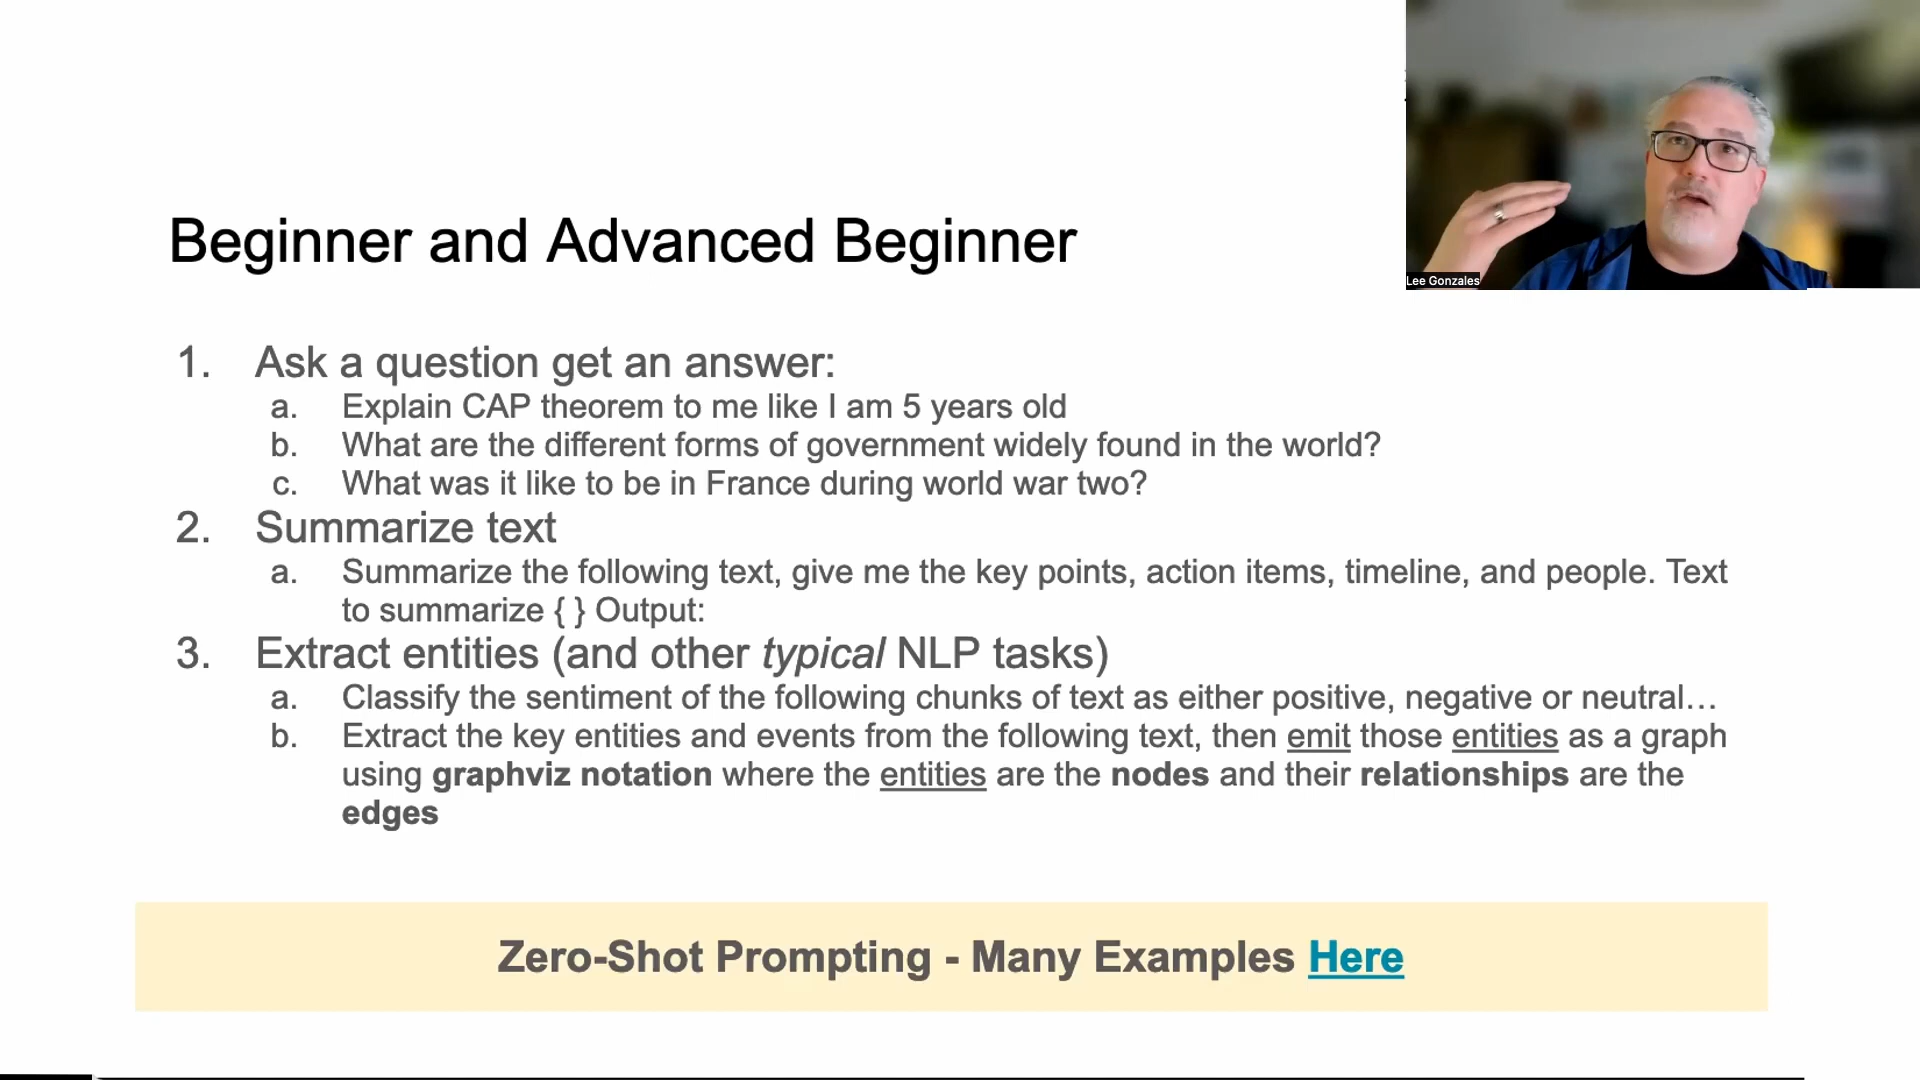 Beginner and Advanced Beginner
Lee Gonzales
1. Ask a question get an answer:
a. Explain CAP theorem to me like I am 5 years old
b. What are the different forms of government widely found in the world?
c. What was it like to be in France during world war two?
2. Summarize text
a. Summarize the following text, give me the key points, action items, timeline, and people. Text
to summarize { } Output:
3. Extract entities (and other typical NLP tasks)
a. Classify the sentiment of the following chunks of text as either positive, negative or neutral…
b. Extract the key entities and events from the following text, then emit those entities as a graph
using graphviz notation where the entities are the nodes and their relationships are the
edges
Zero-Shot Prompting - Many Examples Here